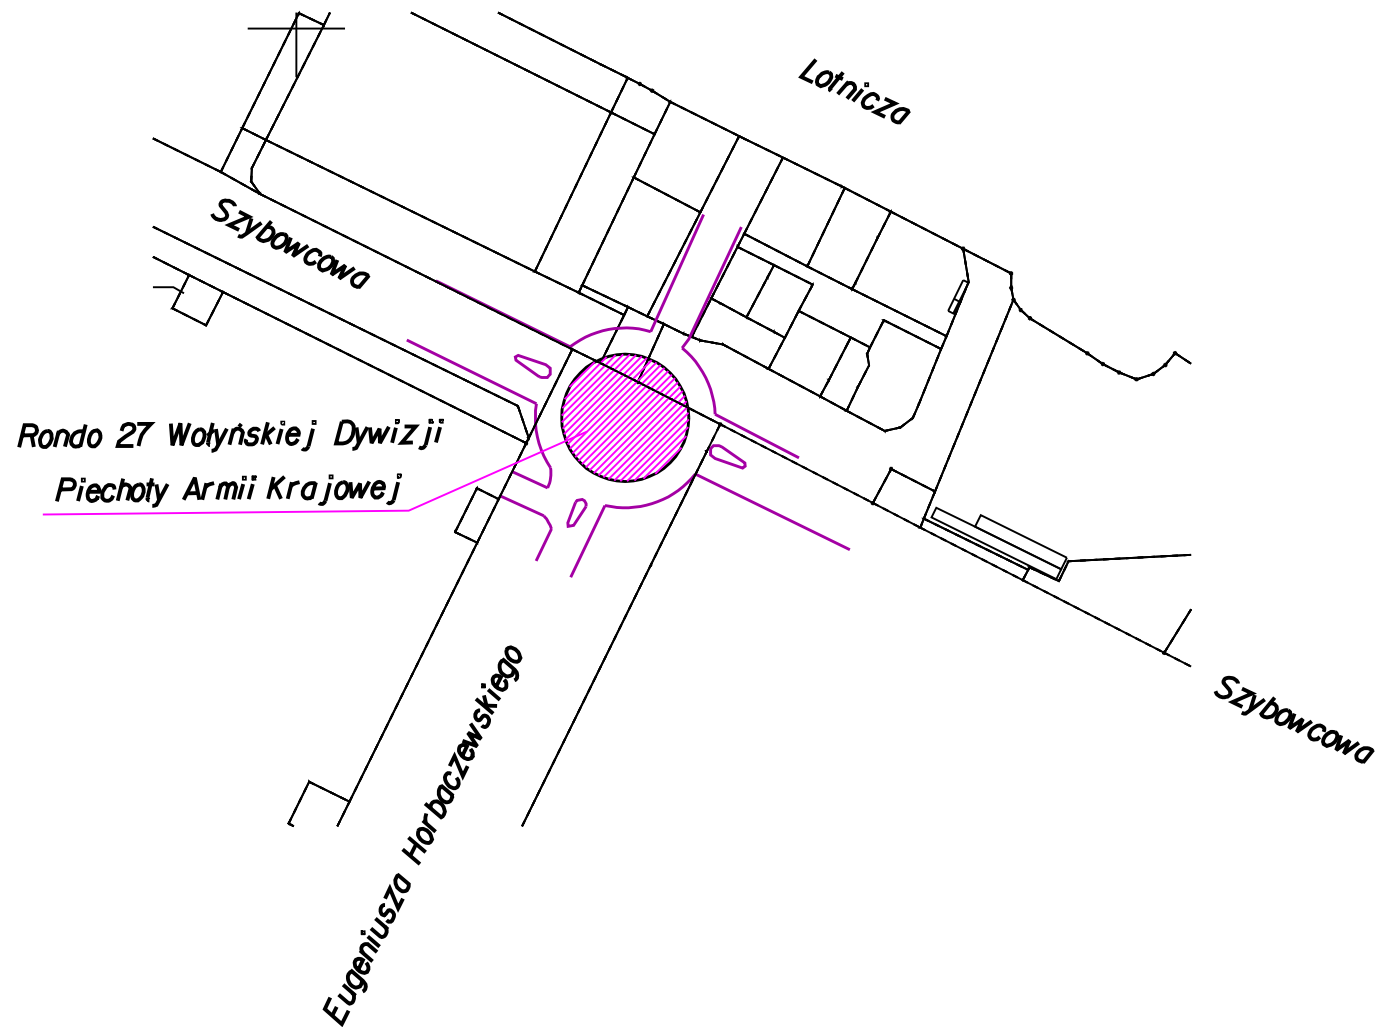 Lotnicza
Szybowcowa
Rondo 27 Wołyńskiej Dywizji
Piechoty Armii Krajowej
Eugeniusza Horbaczewskiego
Szybowcowa